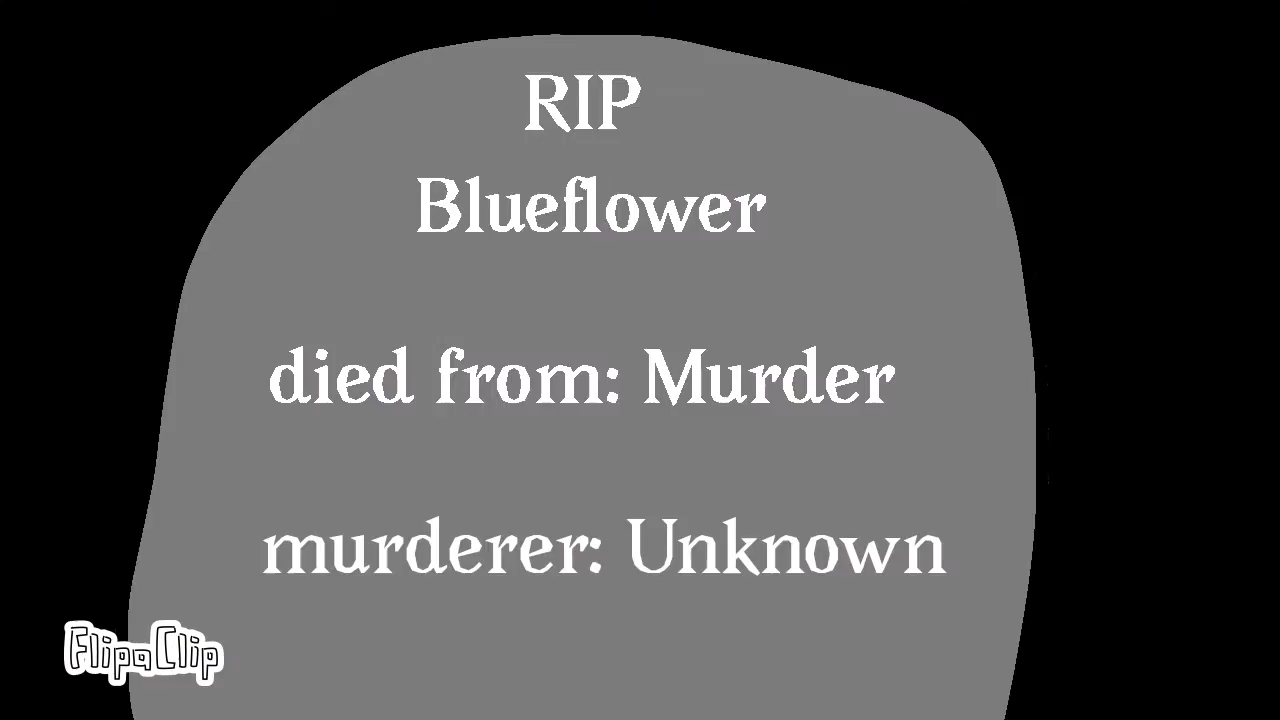 RIP
Blueflower
died from: Murder
murderer: Unknown
FlipaClip